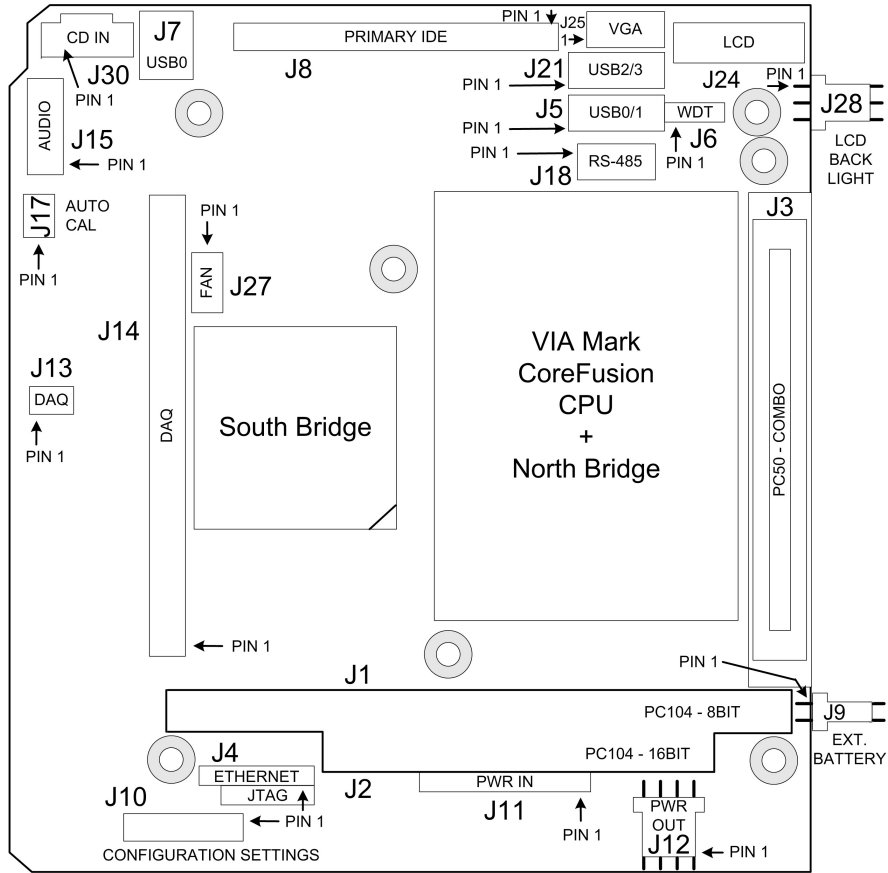 CD IN
J30
PIN 1
J7
USB0
PRIMARY IDE
J8
PIN 1
J25
1
VGA
LCD
J24
J21
USB2/3
PIN 1
J5
USB0/1
PIN 1
WDT
J6
PIN 1
PIN 1
J28
LCD
BACK
LIGHT
AUDIO
J15
PIN 1
PIN 1
J18
RS-485
J17
AUTO
CAL
PIN 1
PIN 1
FAN
J27
J3
PC50 - COMBO
J14
DAQ
PIN 1
J13
DAQ
PIN 1
South Bridge
VIA Mark
CoreFusion
CPU
+
North Bridge
J1
PC104 - 8BIT
PIN 1
J9
EXT.
BATTERY
PC104 - 16BIT
J2
J4
ETHERNET
JTAG
PIN 1
J10
CONFIGURATION SETTINGS
PWR IN
J11
PIN 1
PWR
OUT
J12
PIN 1